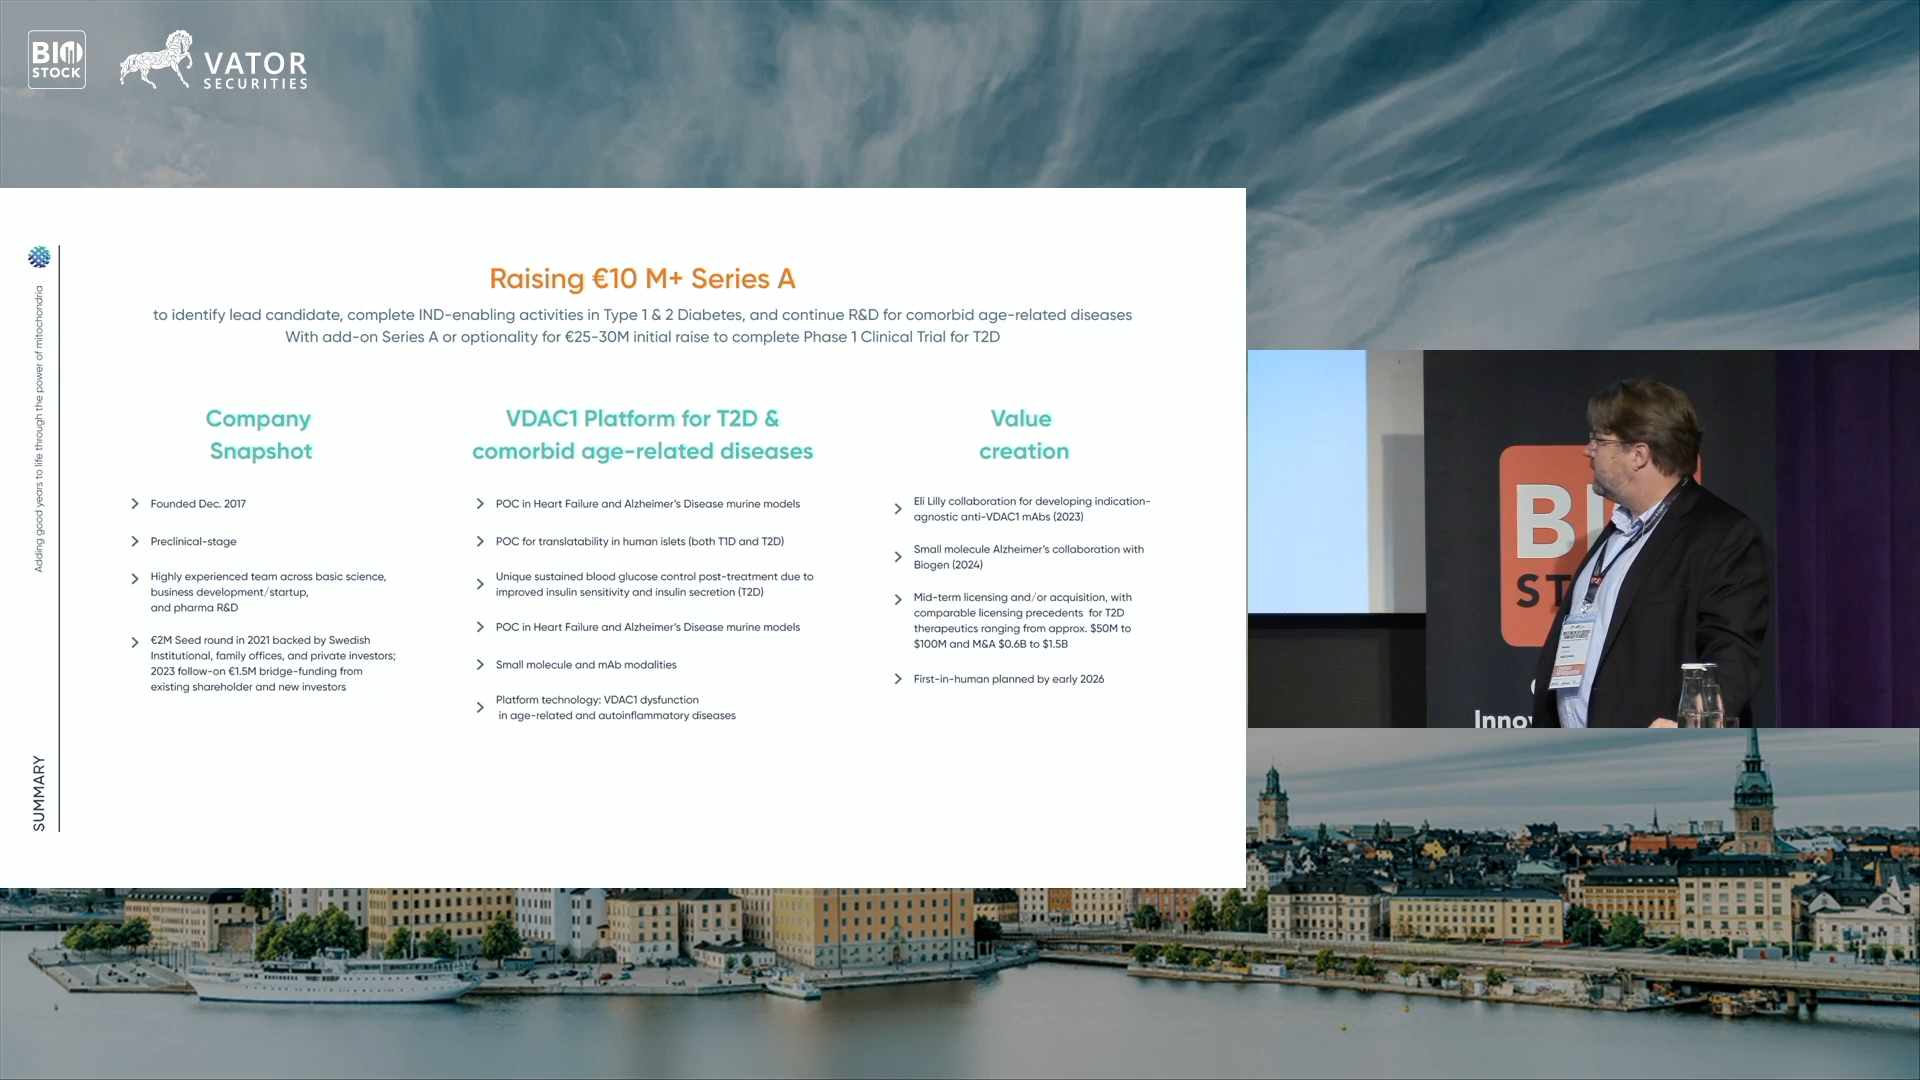 BIO
STOCK
VATOR
SECURITIES
Adding good years to life through the power of mitochondria
SUMMARY
Raising €10 M+ Series A
to identify lead candidate, complete IND-enabling activities in Type 1 & 2 Diabetes, and continue R&D for comorbid age-related diseases
With add-on Series A or optionality for €25-30M initial raise to complete Phase 1 Clinical Trial for T2D
Company
Snapshot
Founded Dec. 2017
Preclinical-stage
Highly experienced team across basic science,
business development/startup,
and pharma R&D
€2M Seed round in 2021 backed by Swedish
Institutional, family offices, and private investors;
2023 follow-on €1.5M bridge-funding from
existing shareholder and new investors
VDAC1 Platform for T2D &
comorbid age-related diseases
POC in Heart Failure and Alzheimer's Disease murine models
POC for translatability in human islets (both T1D and T2D)
Unique sustained blood glucose control post-treatment due to
improved insulin sensitivity and insulin secretion (T2D)
POC in Heart Failure and Alzheimer's Disease murine models
Small molecule and mAb modalities
Platform technology: VDAC1 dysfunction
in age-related and autoinflammatory diseases
Value
creation
Eli Lilly collaboration for developing indication-
agnostic anti-VDAC1 mAbs (2023)
Small molecule Alzheimer's collaboration with
Biogen (2024)
Mid-term licensing and/or acquisition, with
comparable licensing precedents for T2D
therapeutics ranging from approx. $50M to
$100M and M&A $0.6B to $1.5B
First-in-human planned by early 2026
BI
ST
Innov